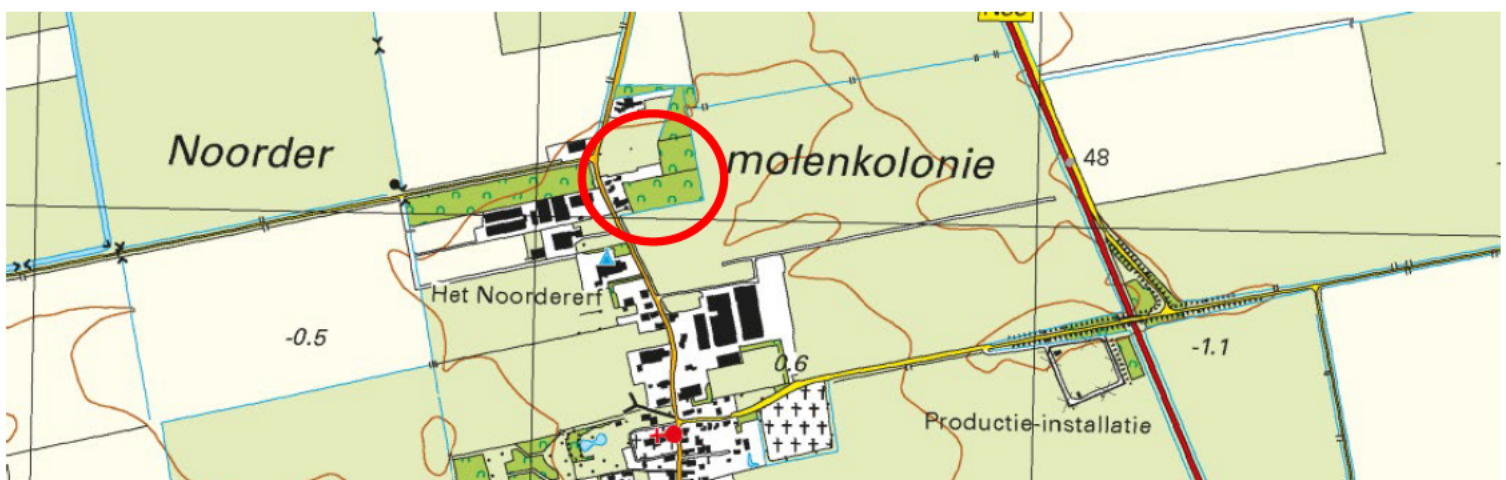 Noorder
molenkolonie
48
Het Noordererf
-0.5
0.6
-1.1
Productie-installatie